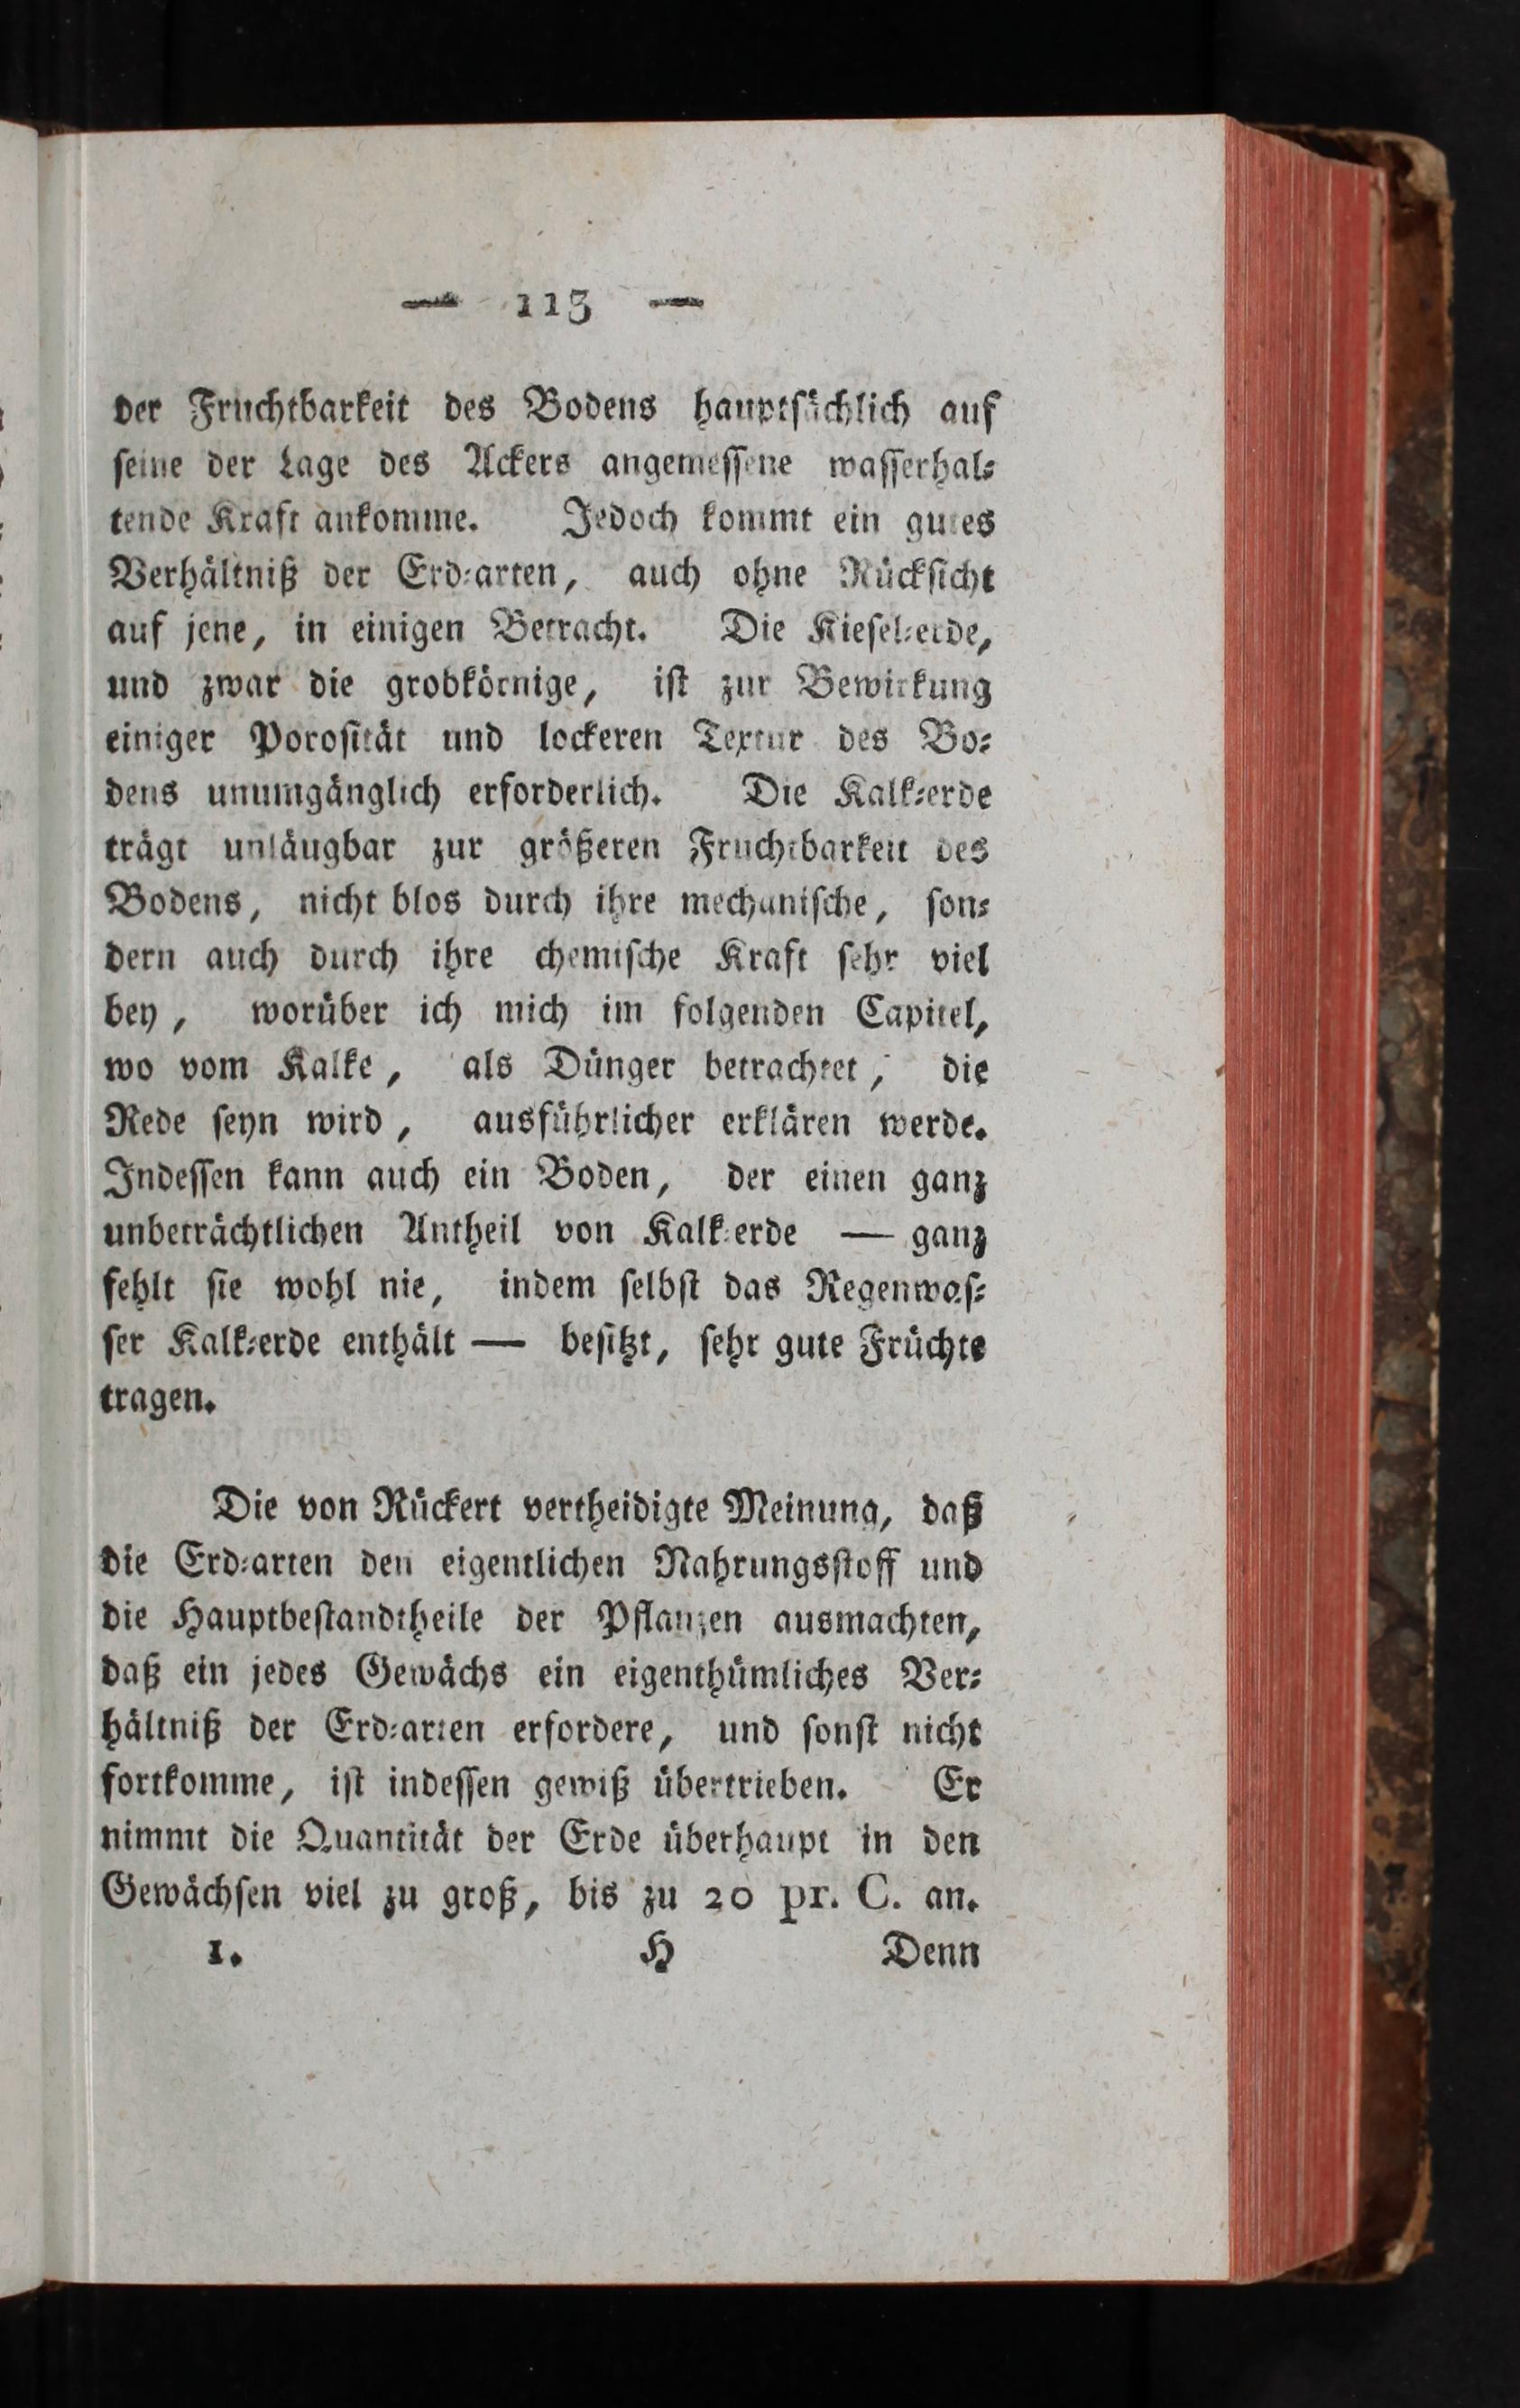 — 113 —
der Fruchtbarkeit des Bodens hauptsächlich auf
seine der Lage des Ackers angemessene wasserhal⸗
tende Kraft ankomme. Jedoch kommt ein gutes
Verhältniß der Erd⸗arten, auch ohne Rücksicht
auf jene, in einigen Betracht. Die Kiesel⸗erde,
und zwar die grobkörnige, ist zur Bewirkung
einiger Porosität und lockeren Textur des Bo⸗
dens unumgänglich erforderlich. Die Kalk⸗erde
trägt unläugbar zur größeren Fruchtbarkeit des
Bodens, nicht blos durch ihre mechanische, son⸗
dern auch durch ihre chemische Kraft sehr viel
bey, worüber ich mich im folgenden Capitel,
wo vom Kalke, als Dünger betrachtet, die
Rede seyn wird, ausführlicher erklären werde.
Indessen kann auch ein Boden, der einen ganz
unbeträchtlichen Antheil von Kalk⸗erde — ganz
fehlt sie wohl nie, indem selbst das Regenwas⸗
ser Kalk⸗erde enthält — besitzt, sehr gute Früchte
tragen.
Die von Rückert vertheidigte Meinung, daß
die Erd⸗arten den eigentlichen Nahrungsstoff und
die Hauptbestandtheile der Pflanzen ausmachten,
daß ein jedes Gewächs ein eigenthümliches Ver⸗
hältniß der Erd⸗arten erfordere, und sonst nicht
fortkomme, ist indessen gewiß übertrieben. Er
nimmt die Quantität der Erde überhaupt in den
Gewächsen viel zu groß, bis zu 20 pr. C. an.
1. H Denn